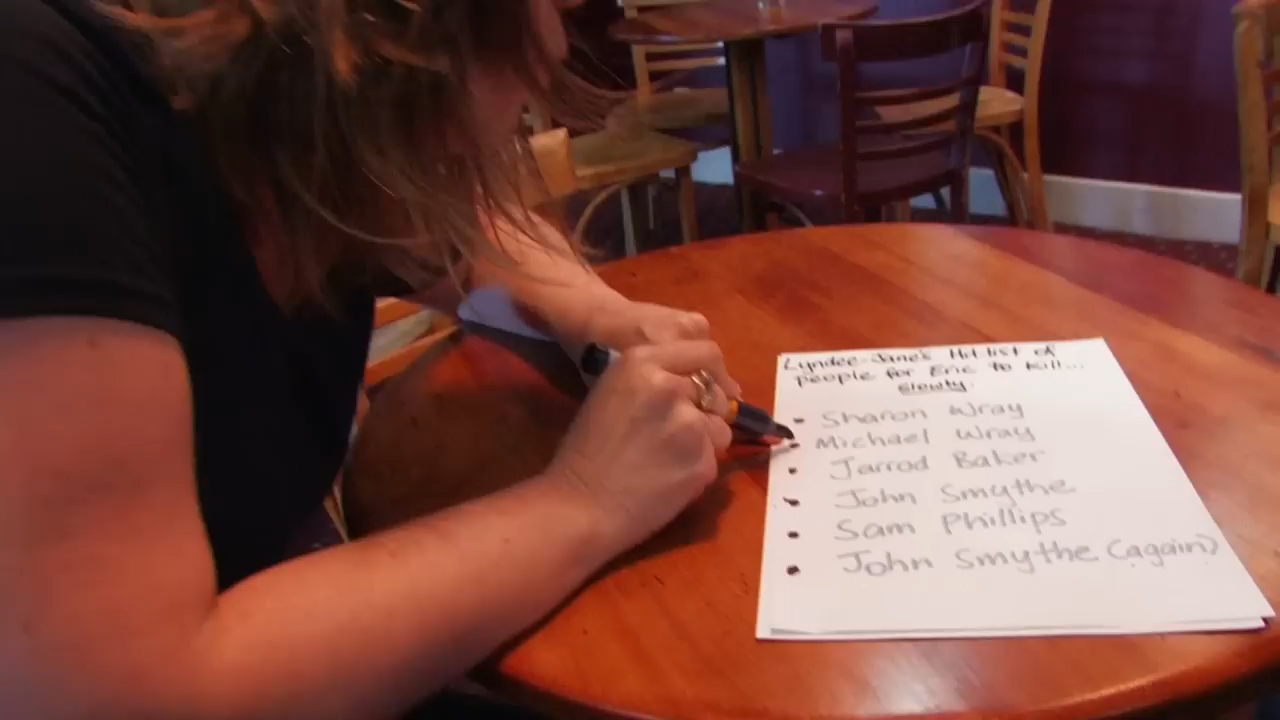 Lyndee-Jane's Hit list of
people for Eric to kill...
slowly.
• Sharon Wray
• Michael Wray
• Jarrod Baker
• John Smythe
• Sam Phillips
• John Smythe (again)